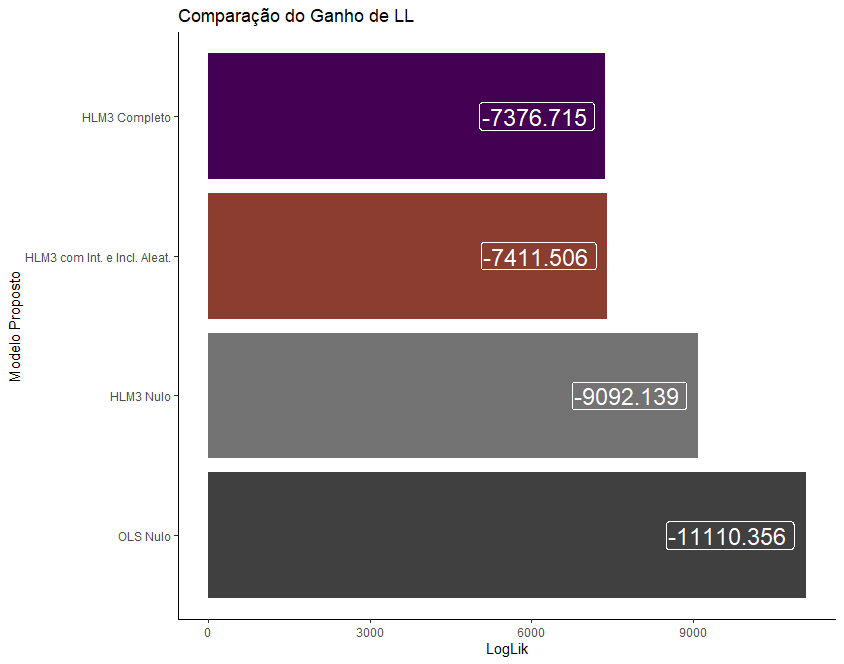 Comparação do Ganho de LL
Modelo Proposto
HLM3 Completo
-7376.715
HLM3 com Int. e Incl. Aleat.
-7411.506
HLM3 Nulo
-9092.139
OLS Nulo
-11110.356
0 3000 6000 9000
LogLik